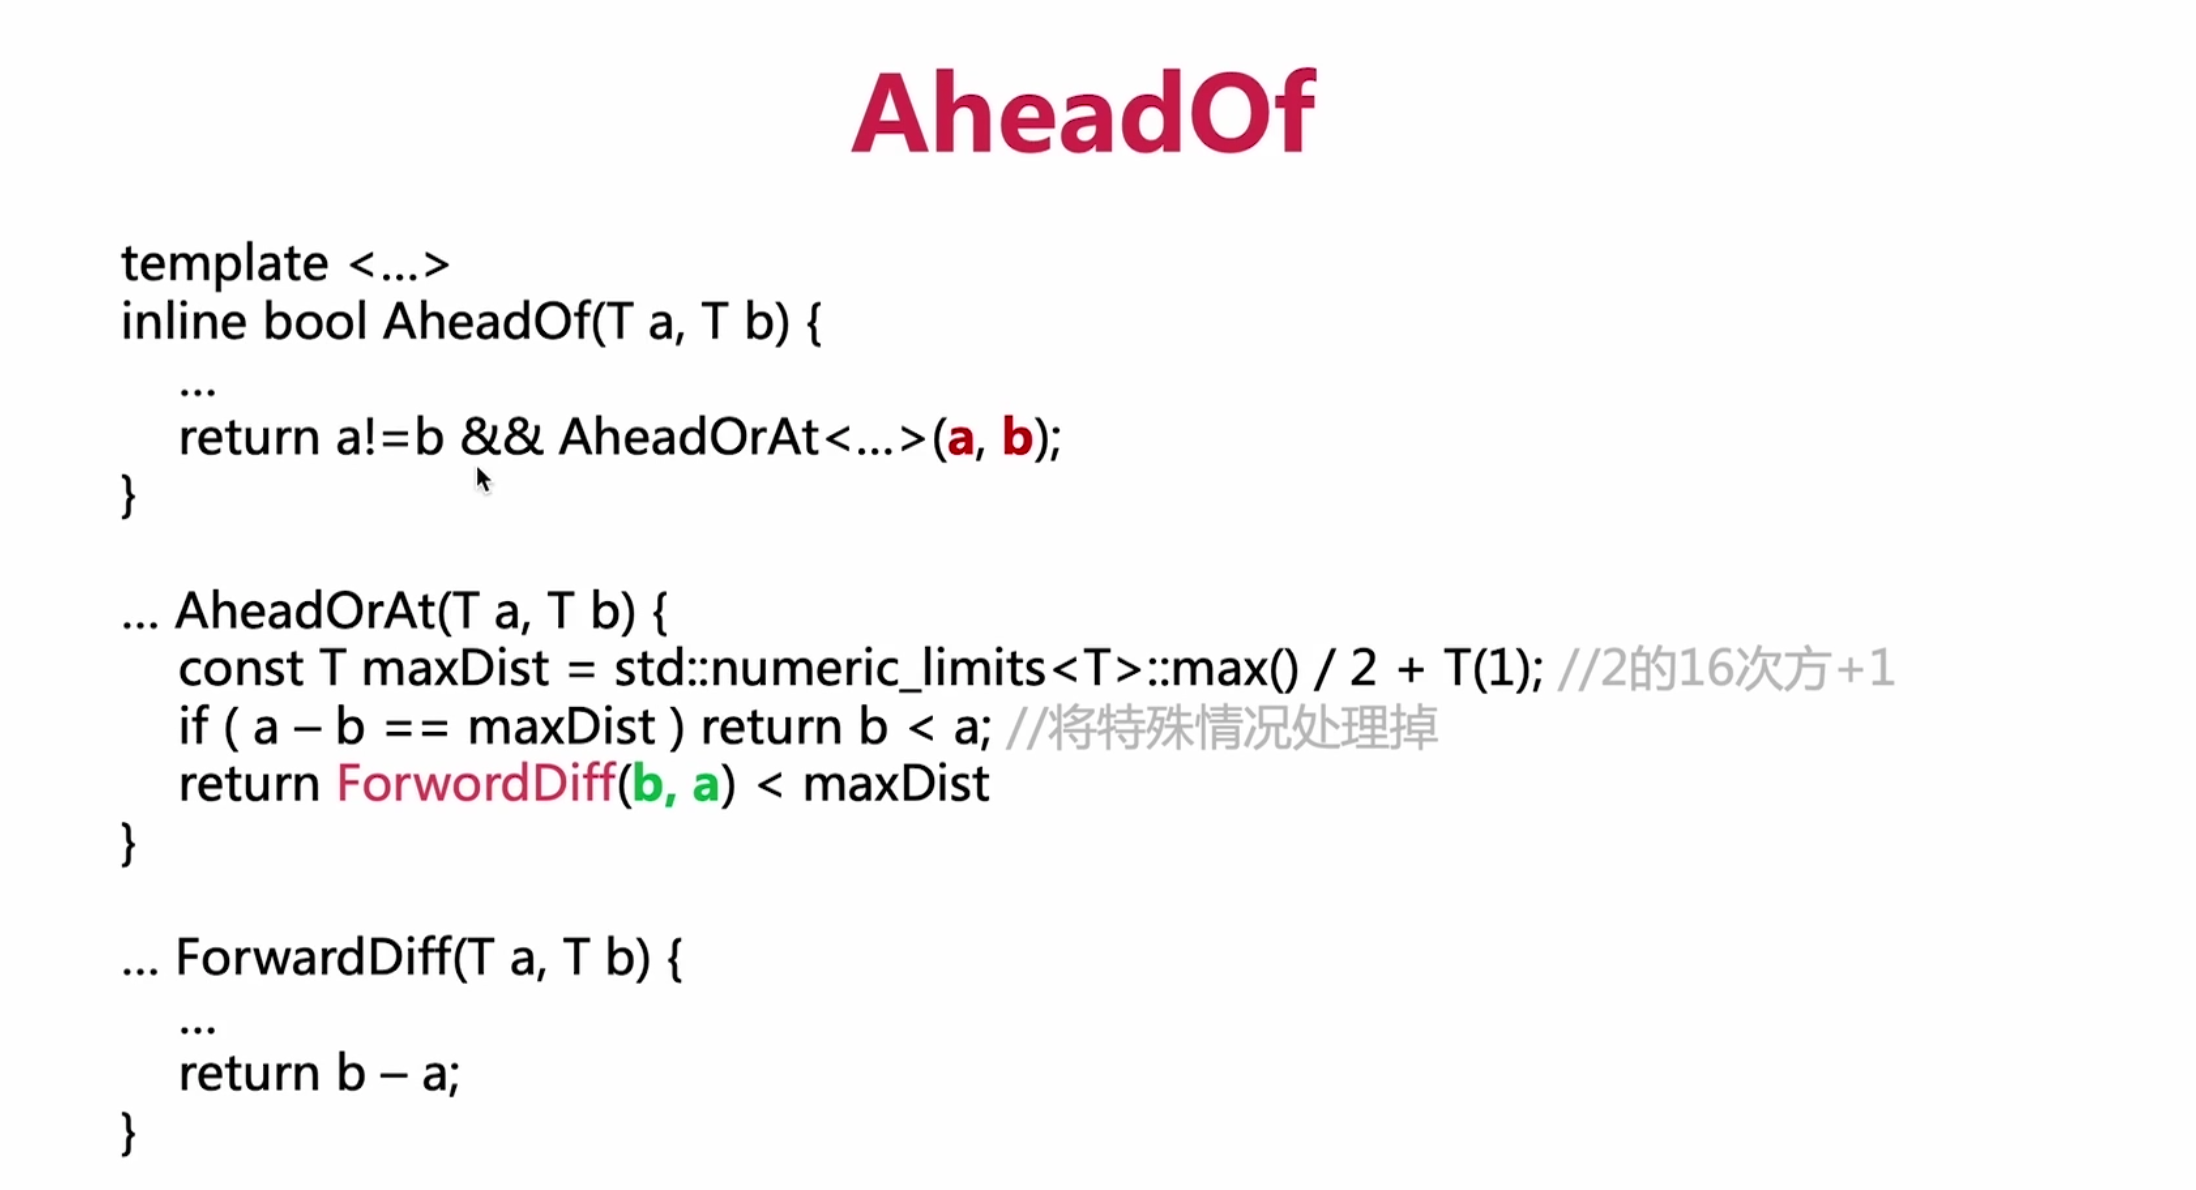 AheadOf
template <...>
inline bool AheadOf(T a, T b) {
...
return a!=b && AheadOrAt<...>(a, b);
}
... AheadOrAt(T a, T b) {
const T maxDist = std::numeric_limits<T>::max() / 2 + T(1); //2的16次方+1
if ( a – b == maxDist ) return b < a; //将特殊情况处理掉
return ForwordDiff(b, a) < maxDist
}
... ForwardDiff(T a, T b) {
...
return b – a;
}